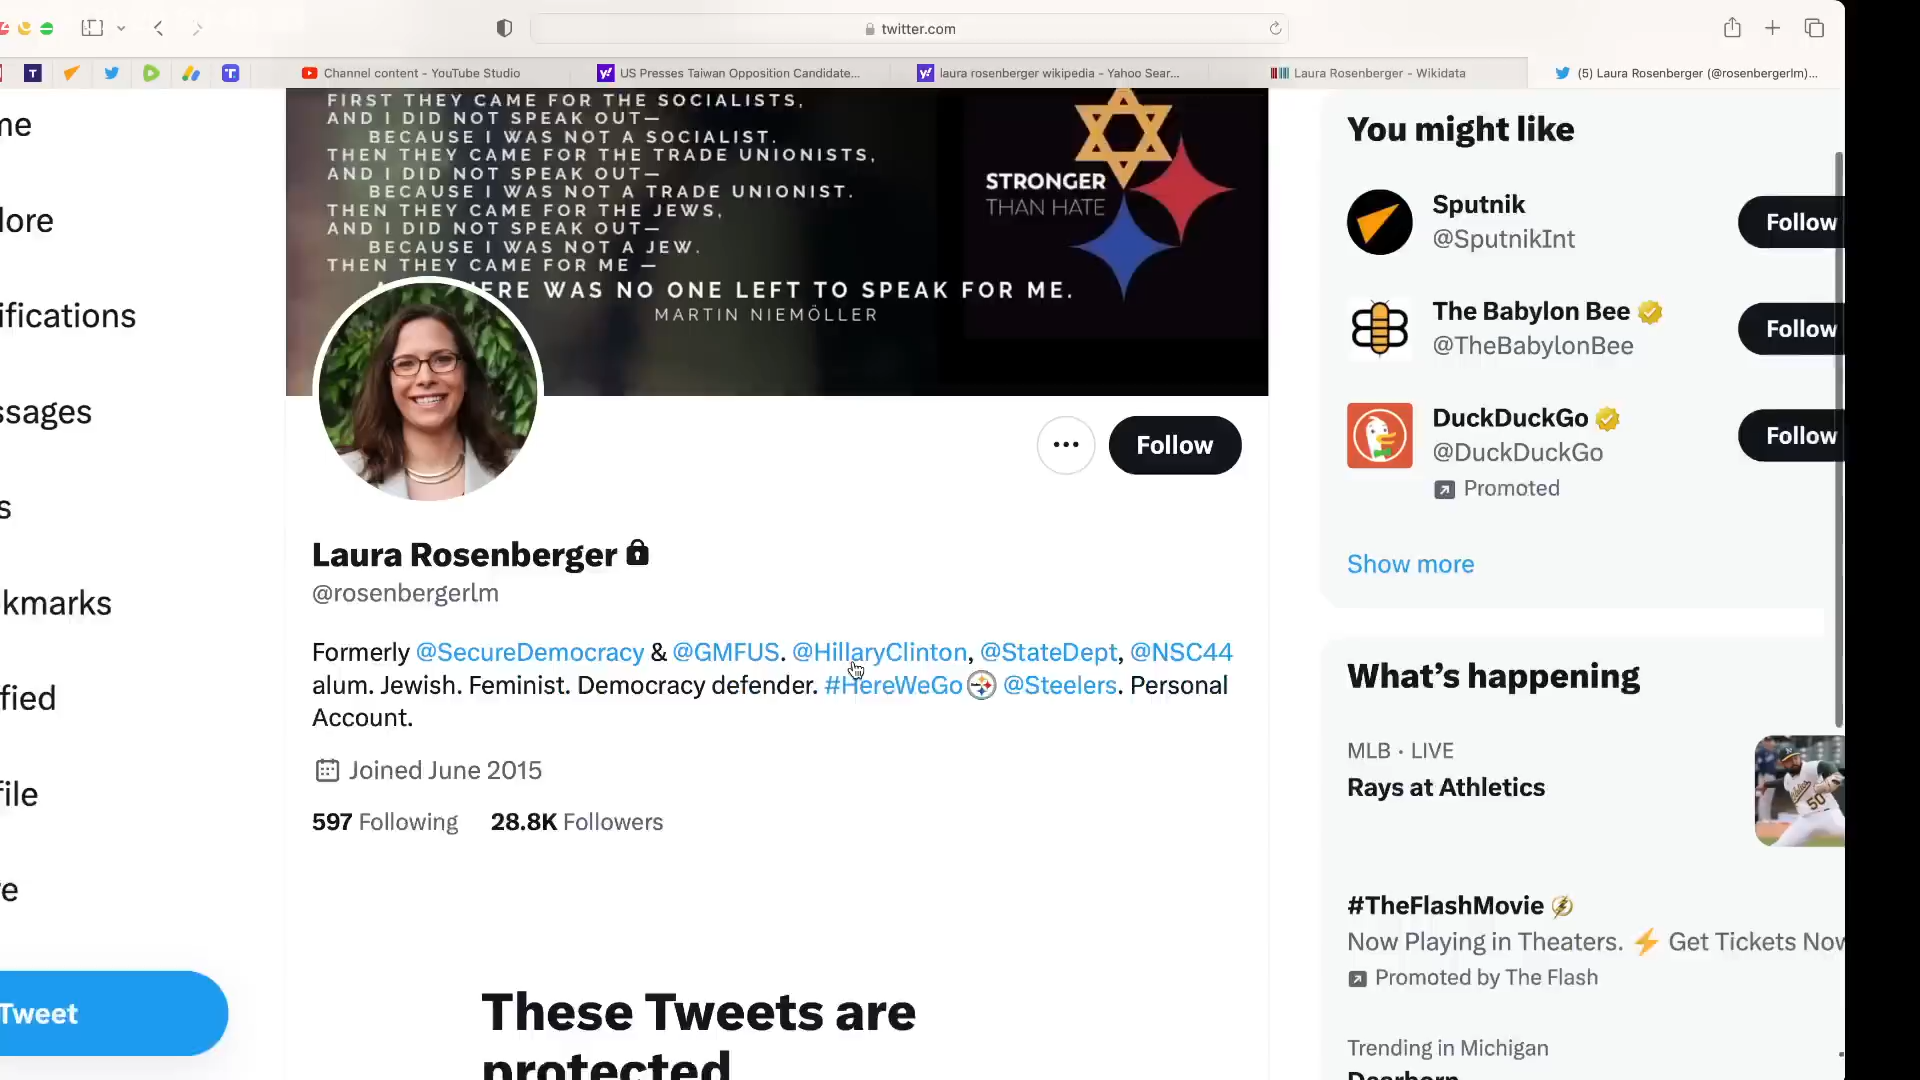 twitter.com
Channel content - YouTube Studio
US Presses Taiwan Opposition Candidate...
laura rosenberger wikipedia - Yahoo Sear...
Laura Rosenberger - Wikidata
(5) Laura Rosenberger (@rosenbergerlm)...
me
lore
ifications
ssages
s
kmarks
fied
file
re
Tweet
FIRST THEY CAME FOR THE SOCIALISTS,
AND I DID NOT SPEAK OUT—
BECAUSE I WAS NOT A SOCIALIST.
THEN THEY CAME FOR THE TRADE UNIONISTS,
AND I DID NOT SPEAK OUT—
BECAUSE I WAS NOT A TRADE UNIONIST.
THEN THEY CAME FOR THE JEWS,
AND I DID NOT SPEAK OUT—
BECAUSE I WAS NOT A JEW.
THEN THEY CAME FOR ME —
ERE WAS NO ONE LEFT TO SPEAK FOR ME.
MARTIN NIEMÖLLER
STRONGER
THAN HATE
Follow
Laura Rosenberger
@rosenbergerlm
Formerly @SecureDemocracy & @GMFUS. @HillaryClinton, @StateDept, @NSC44
alum. Jewish. Feminist. Democracy defender. #HereWeGo @Steelers. Personal
Account.
Joined June 2015
597 Following 28.8K Followers
These Tweets are
protected
You might like
Sputnik
@SputnikInt
Follow
The Babylon Bee
@TheBabylonBee
Follow
DuckDuckGo
@DuckDuckGo
Follow
Promoted
Show more
What's happening
MLB · LIVE
Rays at Athletics
#TheFlashMovie
Now Playing in Theaters. ⚡ Get Tickets Now
Promoted by The Flash
Trending in Michigan
Dearborn